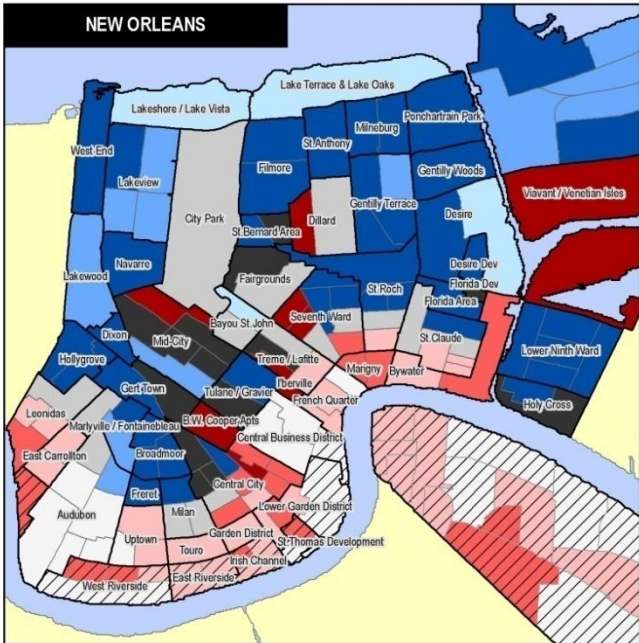 NEW ORLEANS
Lake Terrace & Lake Oaks
Lakeshore / Lake Vista
Ponchartrain Park
Milneburg
St.Anthony
West End
Filmore
Gentilly Woods
Lakeview
Viavant / Venetian Isles
Gentilly Terrace
City Park
Dillard
Desire
St.Bernard Area
Navarre
Desire Dev
Fairgrounds
Lakewood
Florida Dev
St.Roch
Florida Area
Seventh Ward
Bayou St.John
Dixon
Mid-City
St.Claude
Lower Ninth Ward
Hollygrove
Treme / Lafitte
Marigny
Bywater
Gert Town
Iberville
Tulane / Gravier
French Quarter
Holy Cross
Leonidas
B.W. Cooper Apts
Marlyville / Fontainebleau
Central Business District
Broadmoor
East Carrollton
Central City
Freret
Lower Garden District
Audubon
Milan
Garden District
Uptown
St.Thomas Development
Touro
Irish Channel
East Riverside
West Riverside